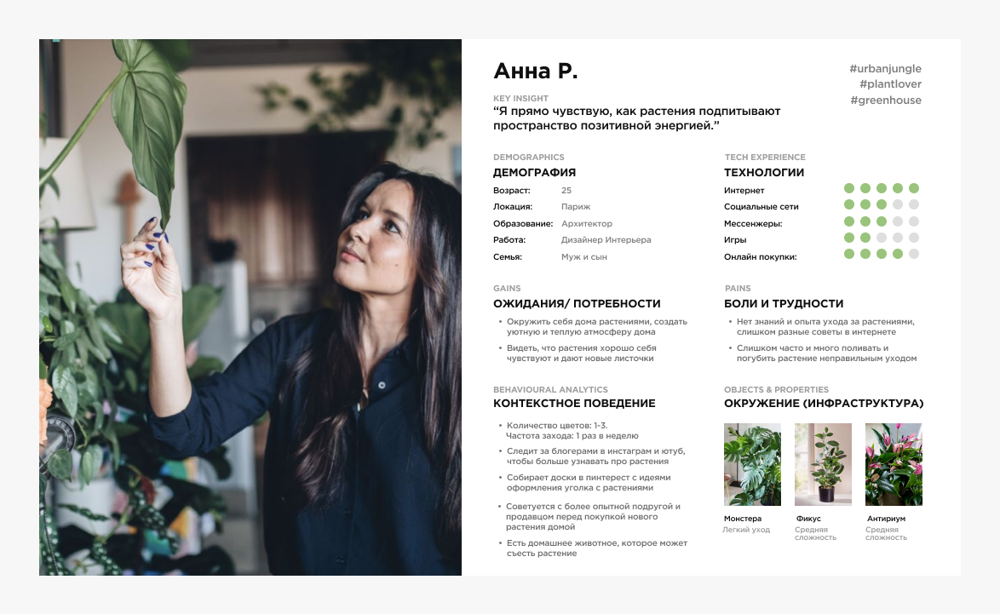 Анна Р.
#urbanjungle
#plantlover
#greenhouse
KEY INSIGHT
“Я прямо чувствую, как растения подпитывают
пространство позитивной энергией.”
DEMOGRAPHICS
ДЕМОГРАФИЯ
Возраст: 25
Локация: Париж
Образование: Архитектор
Работа: Дизайнер Интерьера
Семья: Муж и сын
TECH EXPERIENCE
ТЕХНОЛОГИИ
Интернет
Социальные сети
Мессенжеры:
Игры
Онлайн покупки:
GAINS
ОЖИДАНИЯ/ ПОТРЕБНОСТИ
• Окружить себя дома растениями, создать
уютную и теплую атмосферу дома
• Видеть, что растения хорошо себя
чувствуют и дают новые листочки
PAINS
БОЛИ И ТРУДНОСТИ
• Нет знаний и опыта ухода за растениями,
слишком разные советы в интернете
• Слишком часто и много поливать и
погубить растение неправильным уходом
BEHAVIOURAL ANALYTICS
КОНТЕКСТНОЕ ПОВЕДЕНИЕ
• Количество цветов: 1-3.
Частота захода: 1 раз в неделю
• Следит за блогерами в инстаграм и ютуб,
чтобы больше узнавать про растения
• Собирает доски в пинтерест с идеями
оформления уголка с растениями
• Советуется с более опытной подругой и
продавцом перед покупкой нового
растения домой
• Есть домашнее животное, которое может
съесть растение
OBJECTS & PROPERTIES
ОКРУЖЕНИЕ (ИНФРАСТРУКТУРА)
Монстера
Легкий уход
Фикус
Средняя
сложность
Антириум
Средняя
сложность